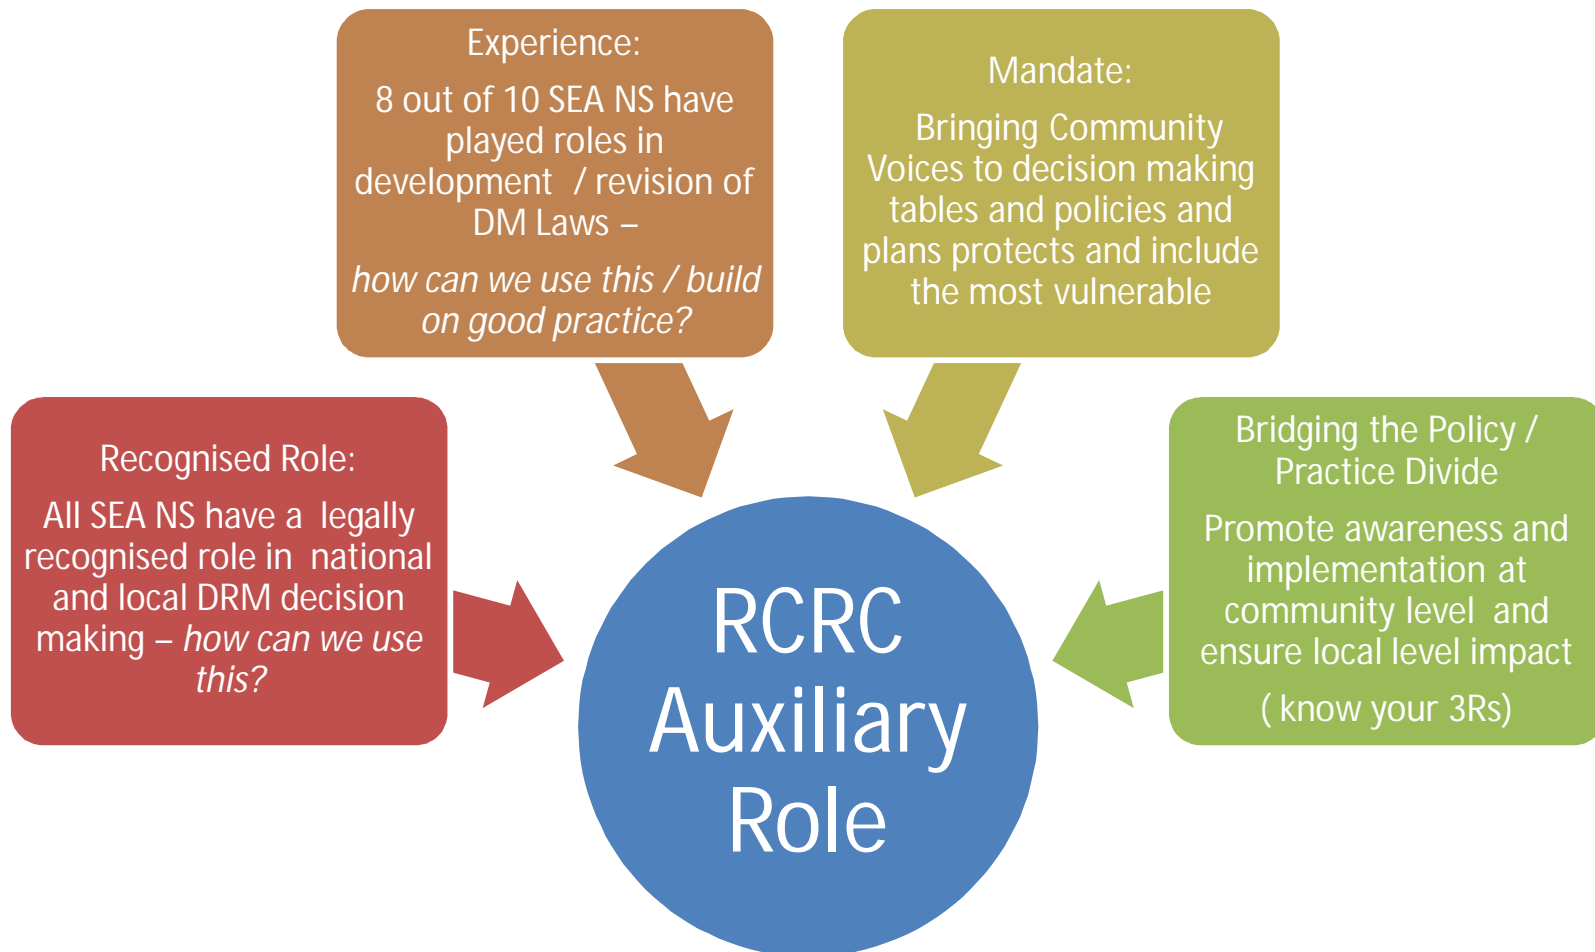 Experience:
8 out of 10 SEA NS have
played roles in
development / revision of
DM Laws –
how can we use this / build
on good practice?
Mandate:
Bringing Community
Voices to decision making
tables and policies and
plans protects and include
the most vulnerable
Recognised Role:
All SEA NS have a legally
recognised role in national
and local DRM decision
making – how can we use
this?
Bridging the Policy /
Practice Divide
Promote awareness and
implementation at
community level and
ensure local level impact
( know your 3Rs)
RCRC
Auxiliary
Role